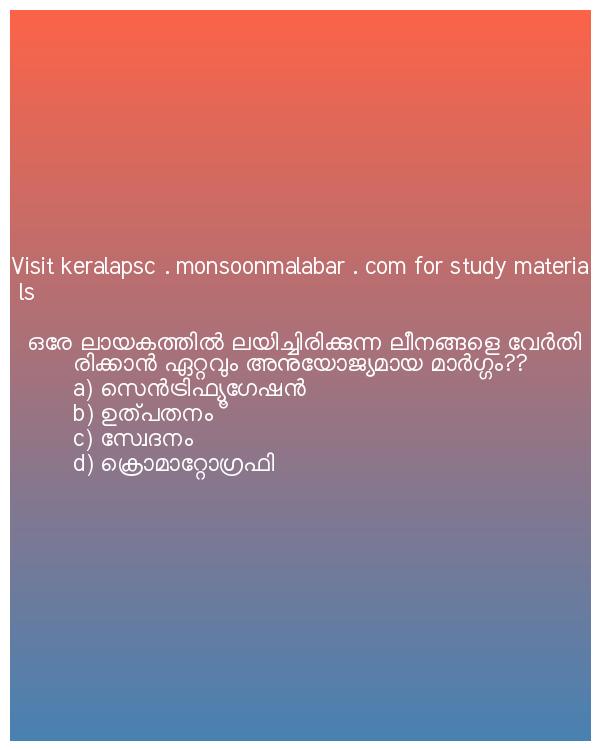 Visit keralapsc . monsoonmalabar . com for study materia
ls
ഒരേ ലായകത്തിൽ ലയിച്ചിരിക്കുന്ന ലീനങ്ങളെ വേർതി
രിക്കാൻ ഏറ്റവും അനുയോജ്യമായ മാർഗ്ഗം??
a) സെൻട്രിഫ്യൂഗേഷൻ
b) ഉത്പതനം
c) സ്വേദനം
d) ക്രൊമാറ്റോഗ്രഫി